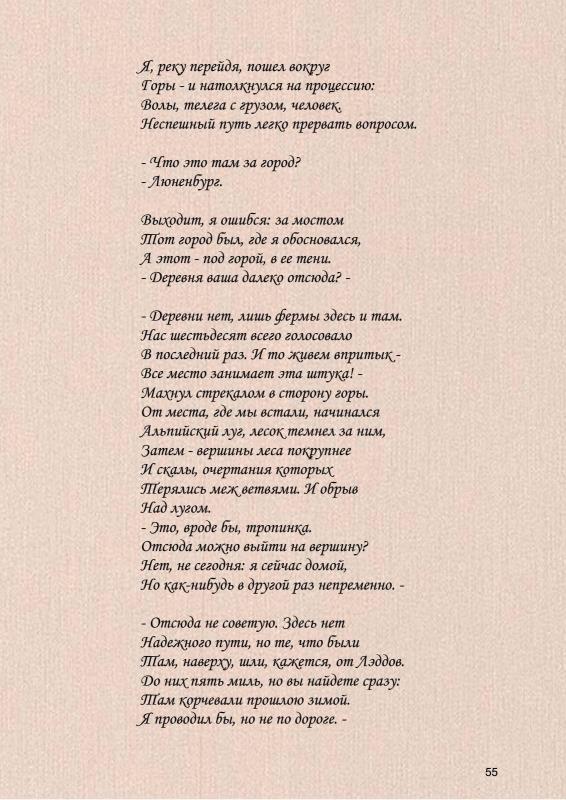 Я, реку перейдя, пошел вокруг
Горы - и натолкнулся на процессию:
Волы, телега с грузом, человек.
Неспешный путь легко прервать вопросом.

- Что это там за город?
- Люненбург.

Выходит, я ошибся: за мостом
Тот город был, где я обосновался,
А этот - под горой, в ее тени.
- Деревня ваша далеко отсюда? -

- Деревни нет, лишь фермы здесь и там.
Нас шестьдесят всего голосовало
В последний раз. И то живем впритык -
Все место занимает эта штука! -
Махнул стрекалом в сторону горы.
От места, где мы встали, начинался
Альпийский луг, лесок темнел за ним,
Затем - вершины леса покрупнее
И скалы, очертания которых
Терялись меж ветвями. И обрыв
Над лугом.
- Это, вроде бы, тропинка.
Отсюда можно выйти на вершину?
Нет, не сегодня: я сейчас домой,
Но как-нибудь в другой раз непременно. -

- Отсюда не советую. Здесь нет
Надежного пути, но те, что были
Там, наверху, шли, кажется, от Лэддов.
До них пять миль, но вы найдете сразу:
Там корчевали прошлою зимой.
Я проводил бы, но не по дороге. -

55